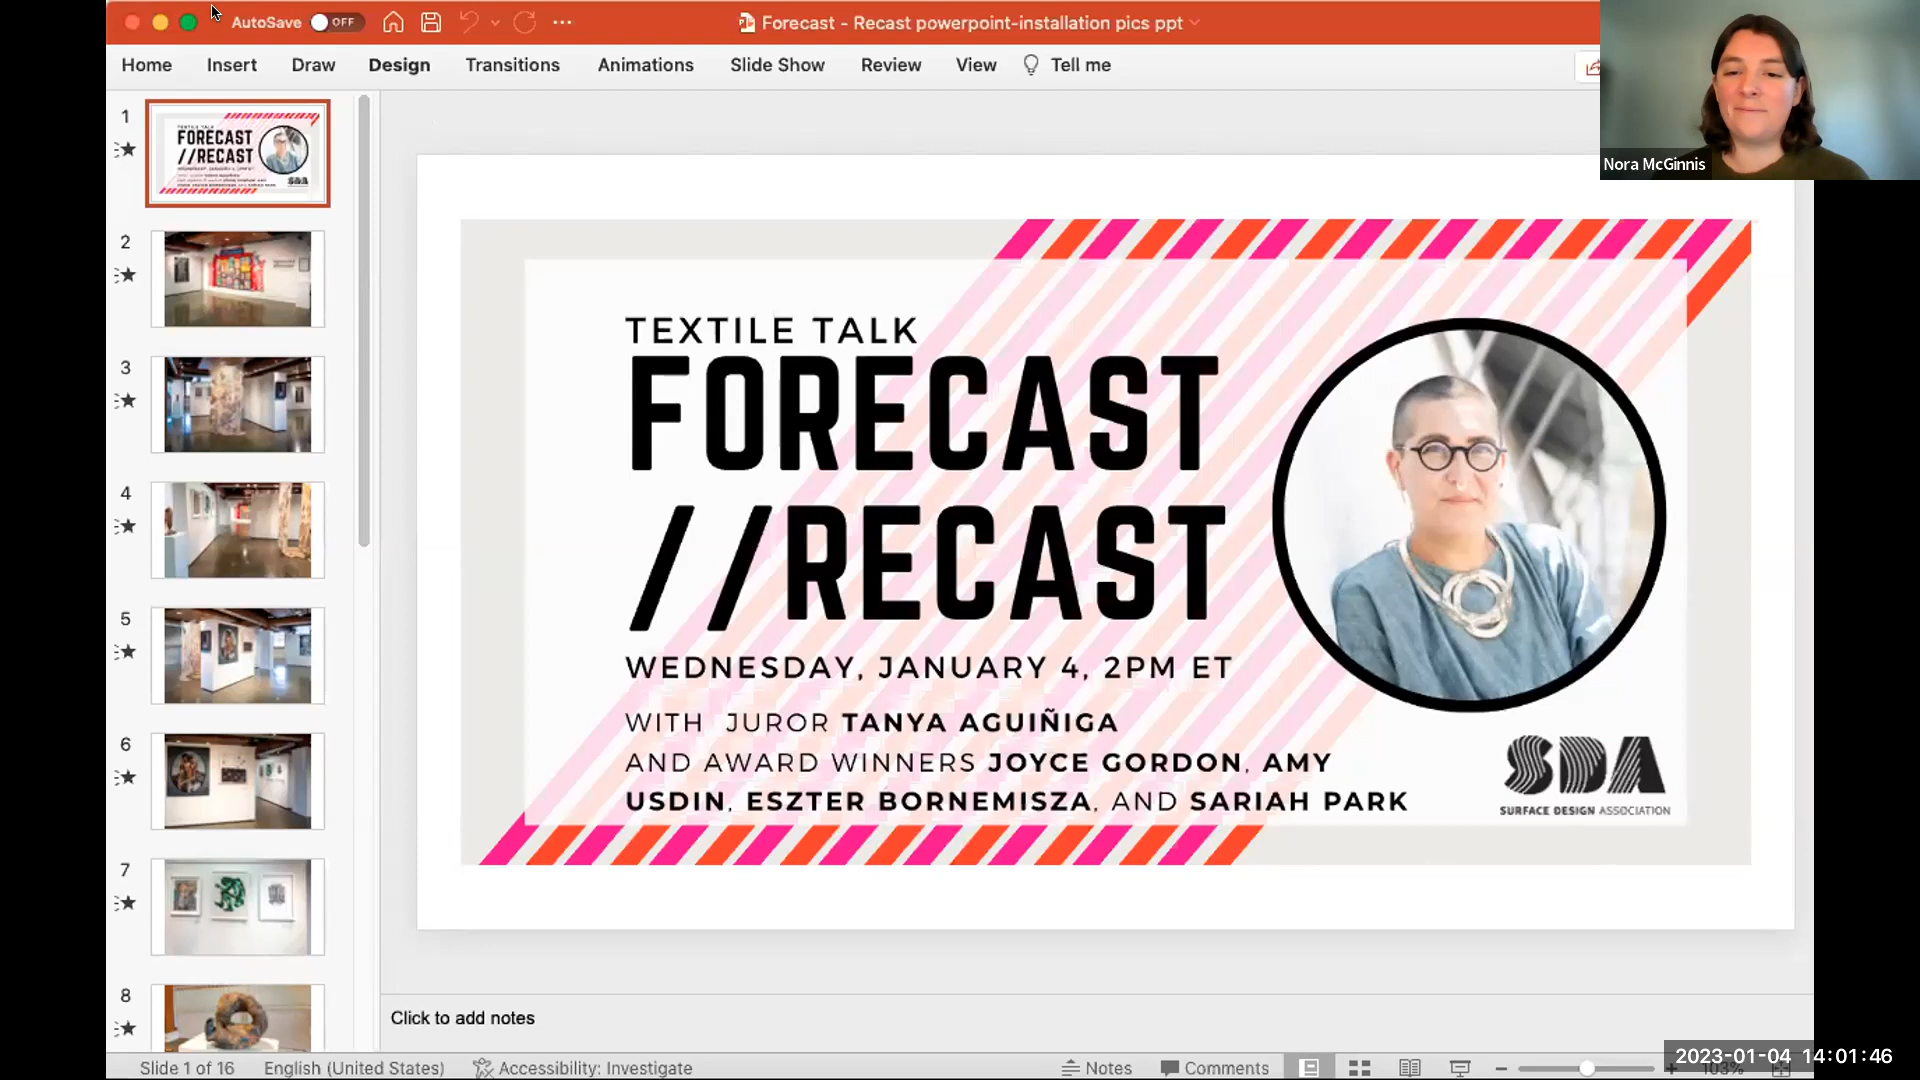 AutoSave OFF
Forecast - Recast powerpoint-installation pics ppt
Home Insert Draw Design Transitions Animations Slide Show Review View Tell me
Nora McGinnis
1
TEXTILE TALK
FORECAST
//RECAST
SDA
2
3
4
5
6
7
8
TEXTILE TALK
FORECAST
//RECAST
WEDNESDAY, JANUARY 4, 2PM ET
WITH JUROR TANYA AGUIÑIGA
AND AWARD WINNERS JOYCE GORDON, AMY
USDIN, ESZTER BORNEMISZA, AND SARIAH PARK
SDA
SURFACE DESIGN ASSOCIATION
Click to add notes
Slide 1 of 16 English (United States) Accessibility: Investigate Notes Comments 103%
2023-01-04 14:01:46